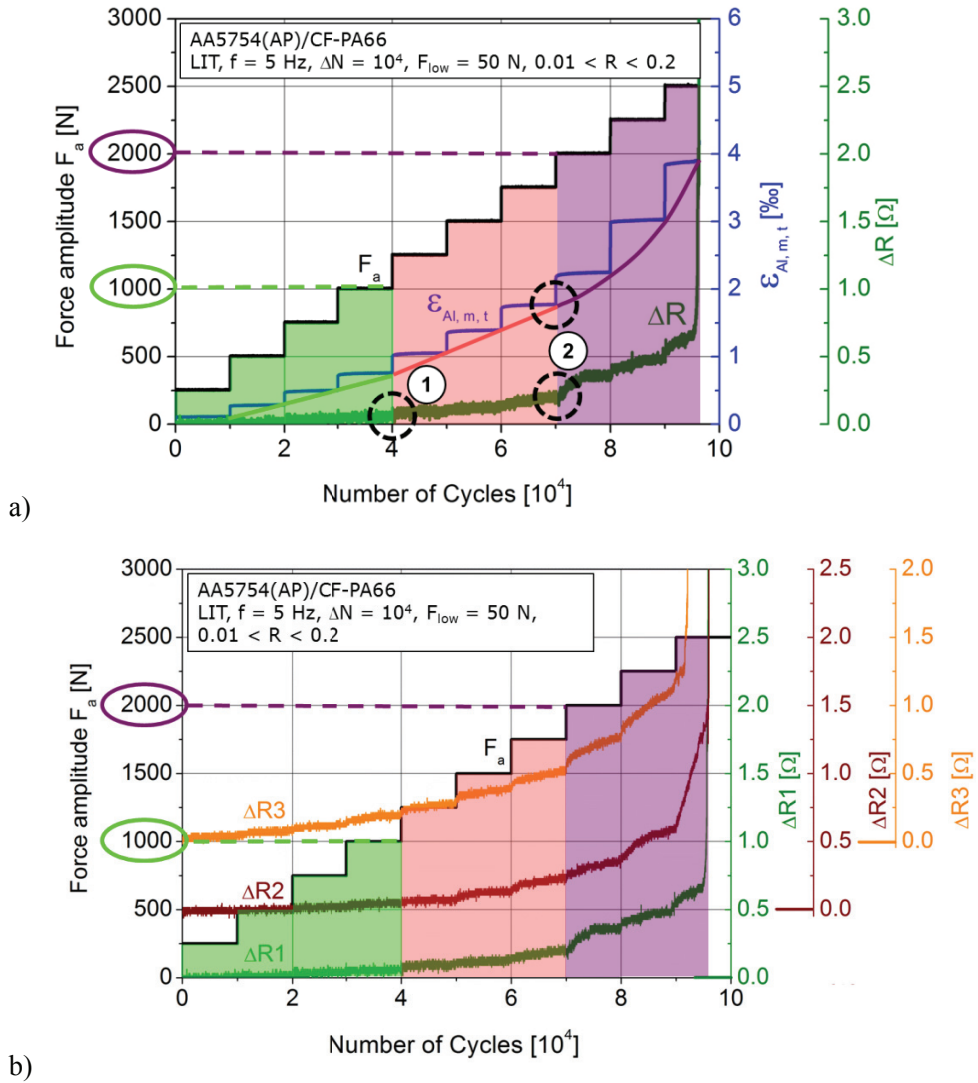 3000
2500
2000
1500
1000
500
0
Force amplitude F_a [N]
AA5754(AP)/CF-PA66
LIT, f = 5 Hz, ΔN = 10⁴, F_low = 50 N, 0.01 < R < 0.2
F_a
ε_Al, m, t
ΔR
1
2
6
5
4
3
2
1
0
ε_Al, m, t [‰]
3.0
2.5
2.0
1.5
1.0
0.5
0.0
ΔR [Ω]
0 2 4 6 8 10
Number of Cycles [10⁴]
a)
3000
2500
2000
1500
1000
500
0
Force amplitude F_a [N]
AA5754(AP)/CF-PA66
LIT, f = 5 Hz, ΔN = 10⁴, F_low = 50 N,
0.01 < R < 0.2
F_a
ΔR3
ΔR2
ΔR1
3.0
2.5
2.0
1.5
1.0
0.5
0.0
ΔR1 [Ω]
2.5
2.0
1.5
1.0
0.5
0.0
ΔR2 [Ω]
2.0
1.5
1.0
0.5
0.0
ΔR3 [Ω]
0 2 4 6 8 10
Number of Cycles [10⁴]
b)